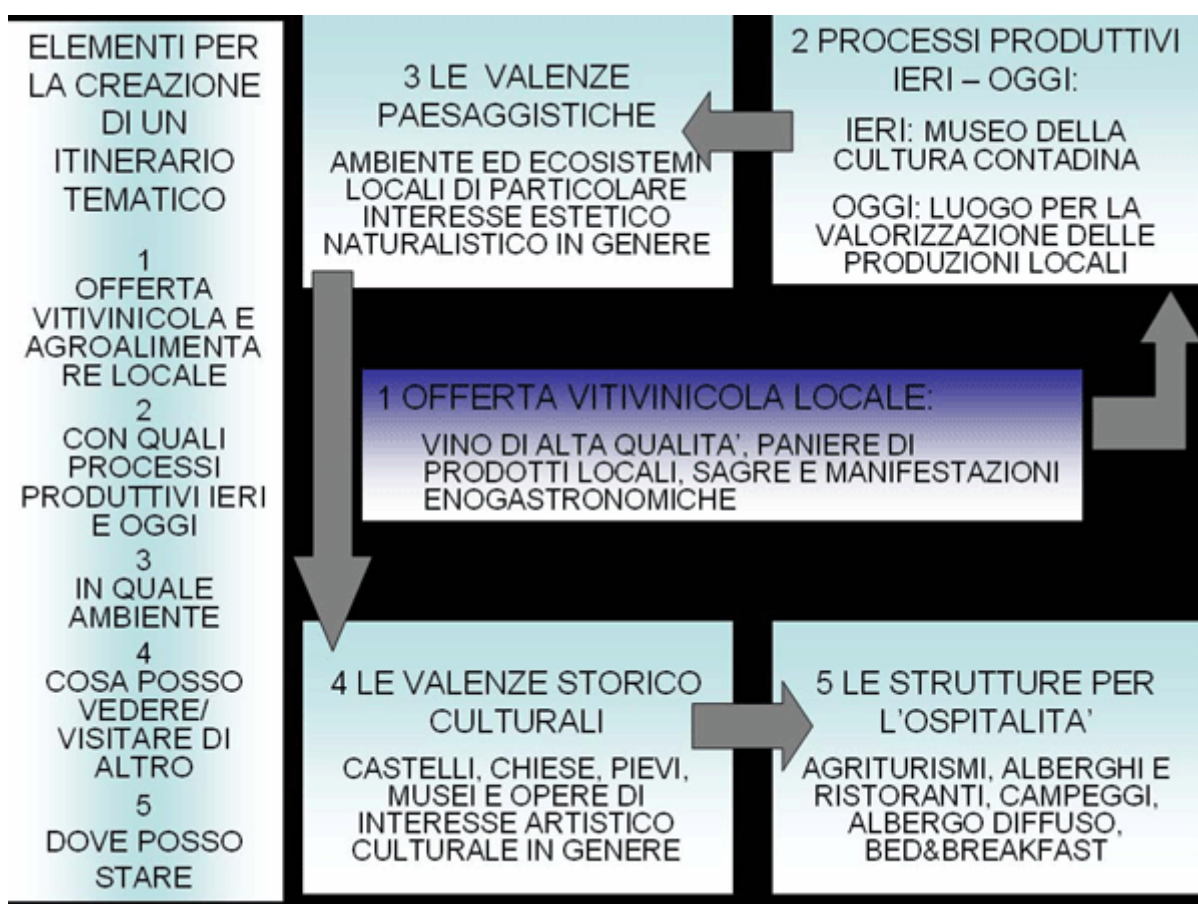 ELEMENTI PER
LA CREAZIONE
DI UN
ITINERARIO
TEMATICO
1
OFFERTA
VITIVINICOLA E
AGROALIMENTA
RE LOCALE
2
CON QUALI
PROCESSI
PRODUTTIVI IERI
E OGGI
3
IN QUALE
AMBIENTE
4
COSA POSSO
VEDERE/
VISITARE DI
ALTRO
5
DOVE POSSO
STARE
1 OFFERTA VITIVINICOLA LOCALE:
VINO DI ALTA QUALITA', PANIERE DI
PRODOTTI LOCALI, SAGRE E MANIFESTAZIONI
ENOGASTRONOMICHE
2 PROCESSI PRODUTTIVI
IERI – OGGI:
IERI: MUSEO DELLA
CULTURA CONTADINA
OGGI: LUOGO PER LA
VALORIZZAZIONE DELLE
PRODUZIONI LOCALI
3 LE VALENZE
PAESAGGISTICHE
AMBIENTE ED ECOSISTEMI
LOCALI DI PARTICOLARE
INTERESSE ESTETICO
NATURALISTICO IN GENERE
4 LE VALENZE STORICO
CULTURALI
CASTELLI, CHIESE, PIEVI,
MUSEI E OPERE DI
INTERESSE ARTISTICO
CULTURALE IN GENERE
5 LE STRUTTURE PER
L'OSPITALITA'
AGRITURISMI, ALBERGHI E
RISTORANTI, CAMPEGGI,
ALBERGO DIFFUSO,
BED&BREAKFAST